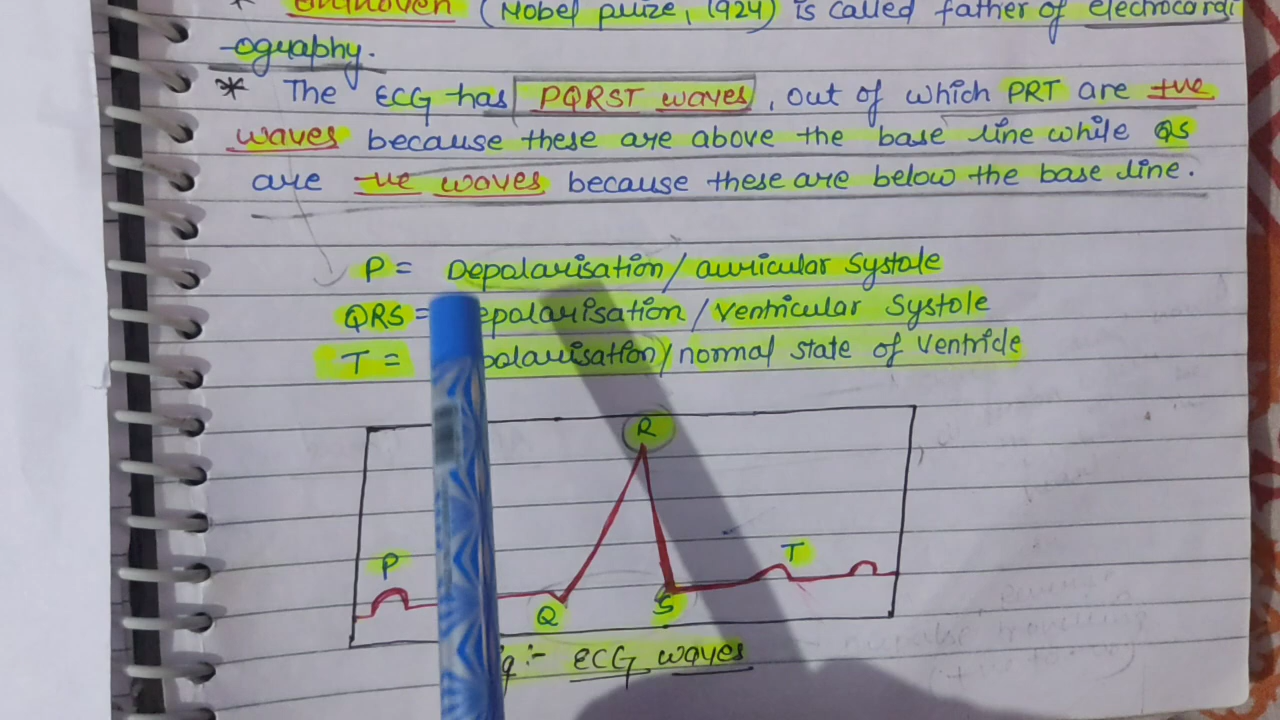 * Einthoven (Nobel prize, 1924) is called father of electrocardi
-ography.
* The ECG has PQRST waves, out of which PRT are +ve
waves because these are above the base line while QS
are -ve waves because these are below the base line.
P = Depolarisation/auricular systole
QRS = epolarisation/ventricular systole
T = polarisation/normal state of ventricle
R
P
T
Q
S
g:- ECG waves